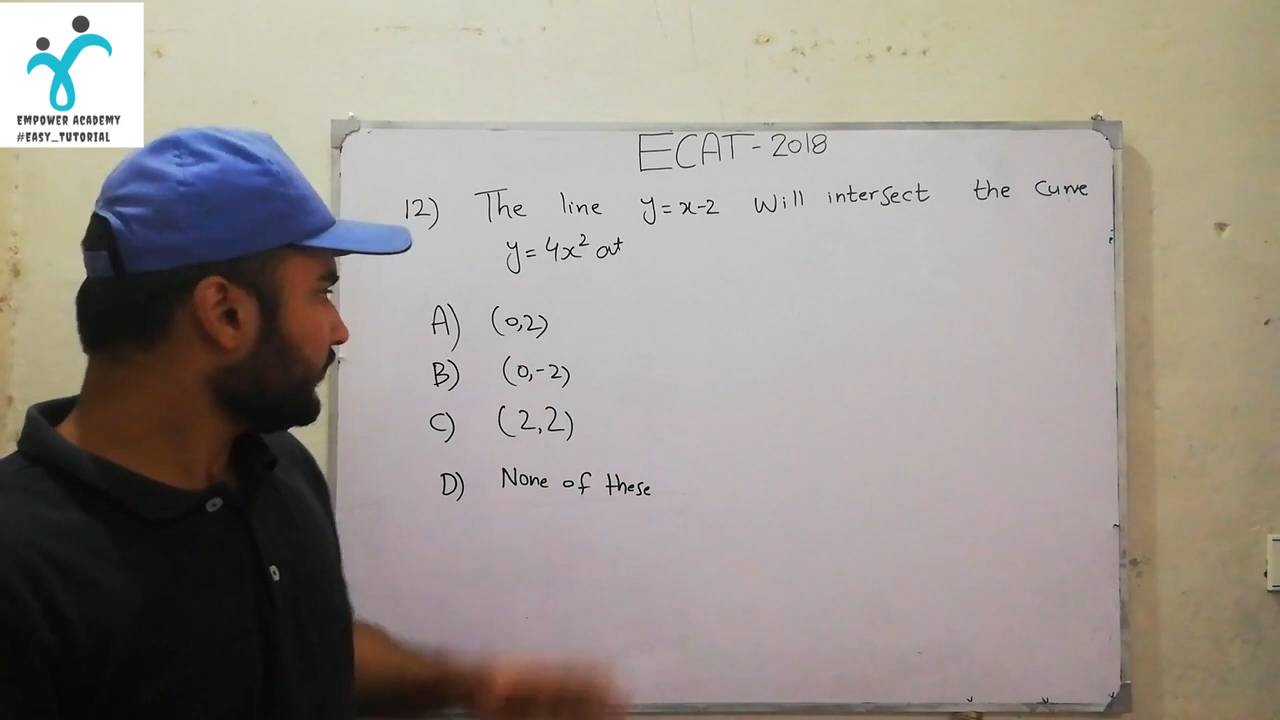 EMPOWER ACADEMY
#EASY_TUTORIAL
ECAT-2018
12) The line y=x-2 will intersect the curve
y=4x² at
A) (0,2)
B) (0,-2)
C) (2,2)
D) None of these